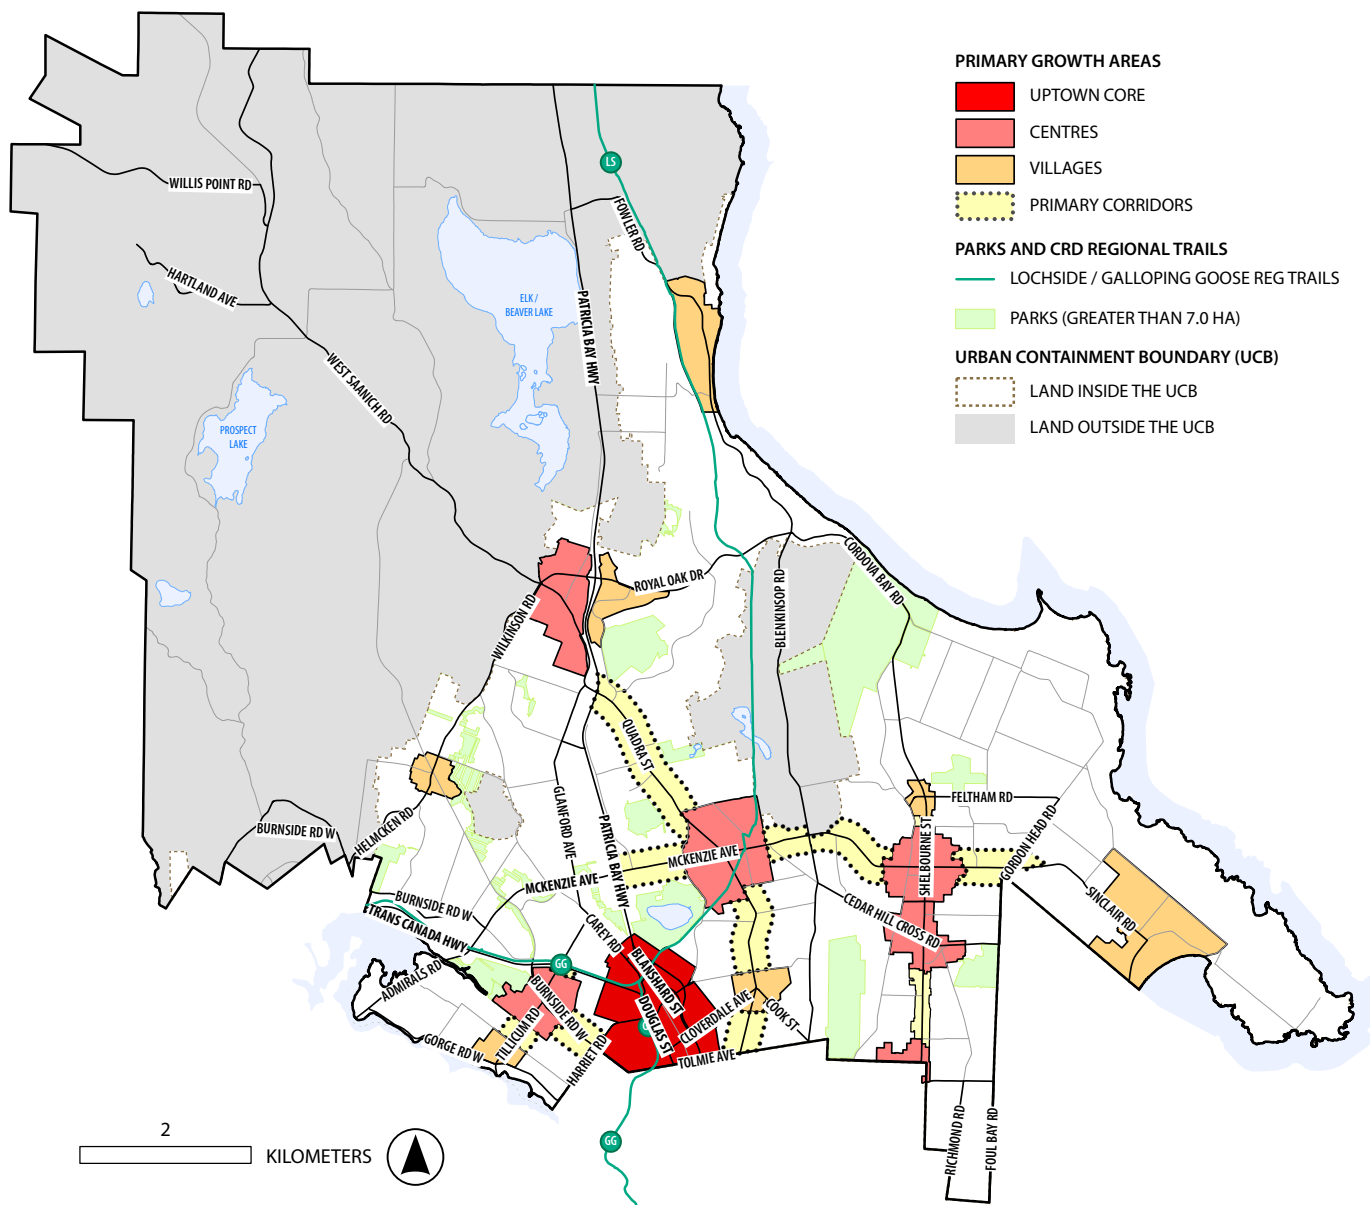 PRIMARY GROWTH AREAS
UPTOWN CORE
CENTRES
VILLAGES
PRIMARY CORRIDORS
PARKS AND CRD REGIONAL TRAILS
LOCHSIDE / GALLOPING GOOSE REG TRAILS
PARKS (GREATER THAN 7.0 HA)
URBAN CONTAINMENT BOUNDARY (UCB)
LAND INSIDE THE UCB
LAND OUTSIDE THE UCB
LS
WILLIS POINT RD
FOWLER RD
HARTLAND AVE
ELK /
BEAVER LAKE
PATRICIA BAY HWY
WEST SAANICH RD
PROSPECT
LAKE
CORDOVA BAY RD
ROYAL OAK DR
BLENKINSOP RD
WILKINSON RD
QUADRA ST
GLANFORD AVE
PATRICIA BAY HWY
FELTHAM RD
HELMCKEN RD
BURNSIDE RD W
MCKENZIE AVE
MCKENZIE AVE
SHELBOURNE ST
GORDON HEAD RD
SINCLAIR RD
BURNSIDE RD W
CEDAR HILL CROSS RD
TRANS CANADA HWY
CAREY RD
BLANSHARD ST
GG
ADMIRALS RD
BURNSIDE RD W
DOUGLAS ST
CLOVERDALE AVE
COOK ST
TILLICUM RD
GORGE RD W
HARRIET RD
TOLMIE AVE
RICHMOND RD
FOUL BAY RD
GG
2
KILOMETERS